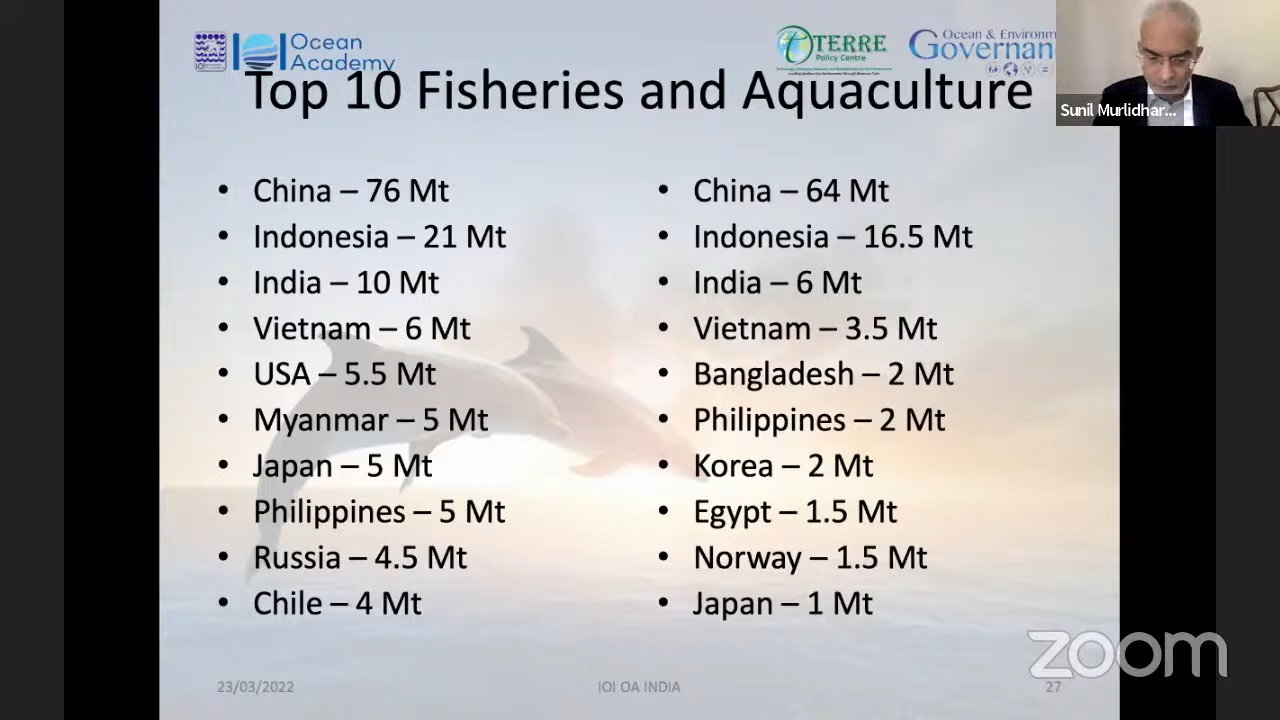 IOI
Ocean
Academy
TERRE
Policy Centre
Ocean & Environm
Governan
Top 10 Fisheries and Aquaculture
Sunil Murlidhar...
• China – 76 Mt
• Indonesia – 21 Mt
• India – 10 Mt
• Vietnam – 6 Mt
• USA – 5.5 Mt
• Myanmar – 5 Mt
• Japan – 5 Mt
• Philippines – 5 Mt
• Russia – 4.5 Mt
• Chile – 4 Mt
• China – 64 Mt
• Indonesia – 16.5 Mt
• India – 6 Mt
• Vietnam – 3.5 Mt
• Bangladesh – 2 Mt
• Philippines – 2 Mt
• Korea – 2 Mt
• Egypt – 1.5 Mt
• Norway – 1.5 Mt
• Japan – 1 Mt
zoom
23/03/2022
IOI OA INDIA
27